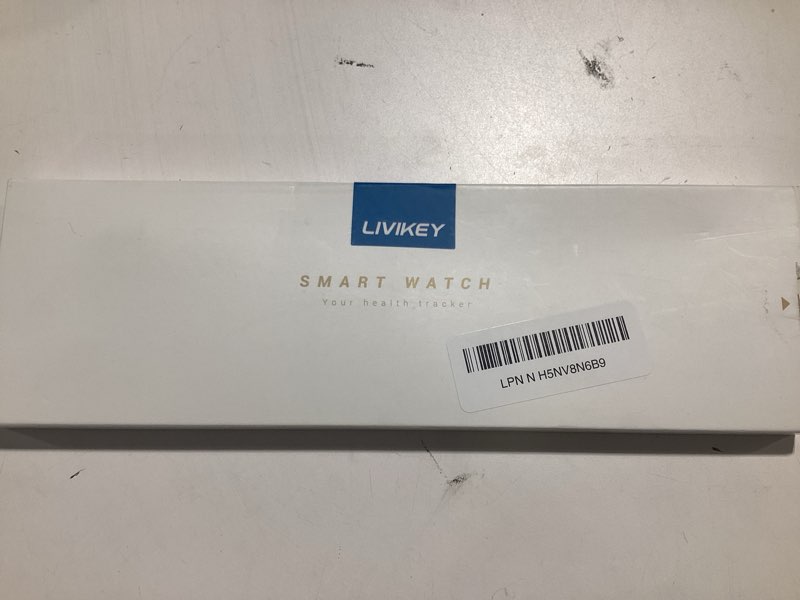 LIVIKEY
SMART WATCH
Your health tracker
LPN N H5NV8N6B9